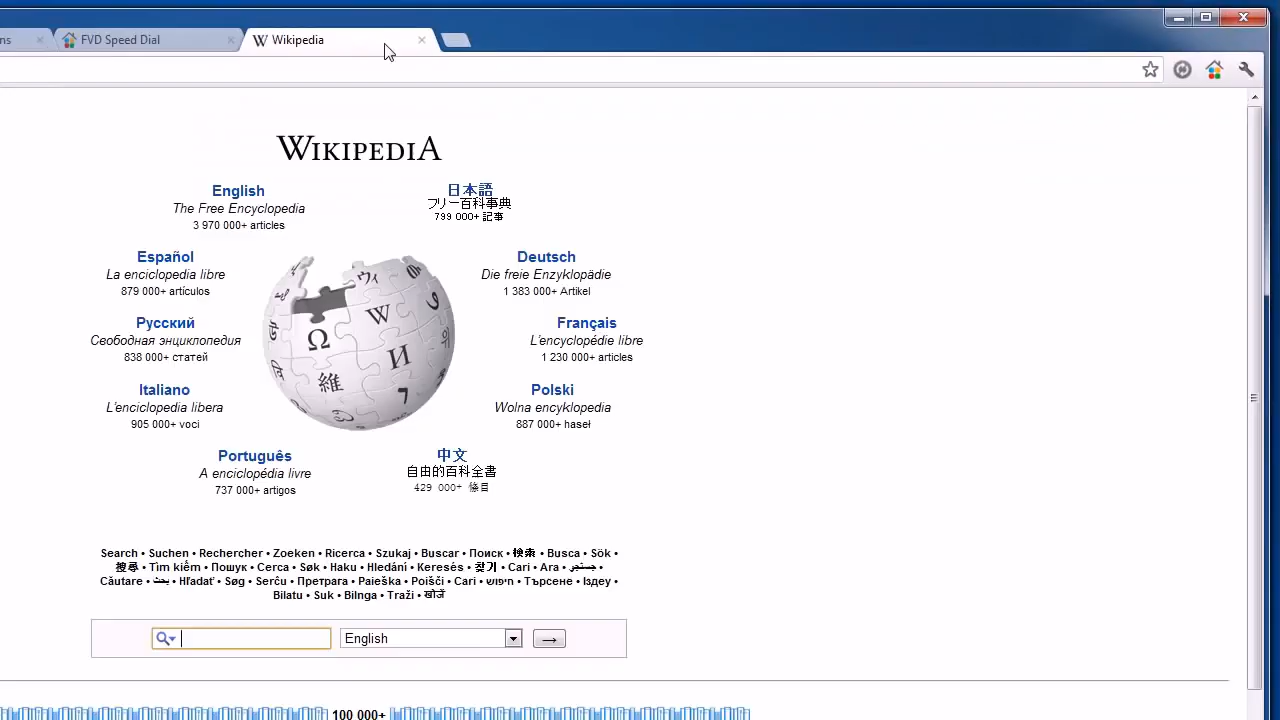 ns
FVD Speed Dial
Wikipedia
WIKIPEDIA
English
The Free Encyclopedia
3 970 000+ articles
日本語
フリー百科事典
799 000+ 記事
Español
La enciclopedia libre
879 000+ artículos
Deutsch
Die freie Enzyklopädie
1 383 000+ Artikel
Русский
Свободная энциклопедия
838 000+ статей
Français
L'encyclopédie libre
1 230 000+ articles
Italiano
L'enciclopedia libera
905 000+ voci
Polski
Wolna encyklopedia
887 000+ haseł
Português
A enciclopédia livre
737 000+ artigos
中文
自由的百科全書
429 000+ 條目
Ω W И 維 7
Search • Suchen • Rechercher • Zoeken • Ricerca • Szukaj • Buscar • Поиск • 検索 • Busca • Sök •
搜尋 • Tìm kiếm • Пошук • Cerca • Søk • Haku • Hledání • Keresés • 찾기 • Cari • Ara • جستجو •
Căutare • بحث • Hľadať • Søg • Serĉu • Претрага • Paieška • Poišči • Cari • חיפוש • Търсене • Іздеу •
Bilatu • Suk • Bilnga • Traži • खोजें
English
→
100 000+